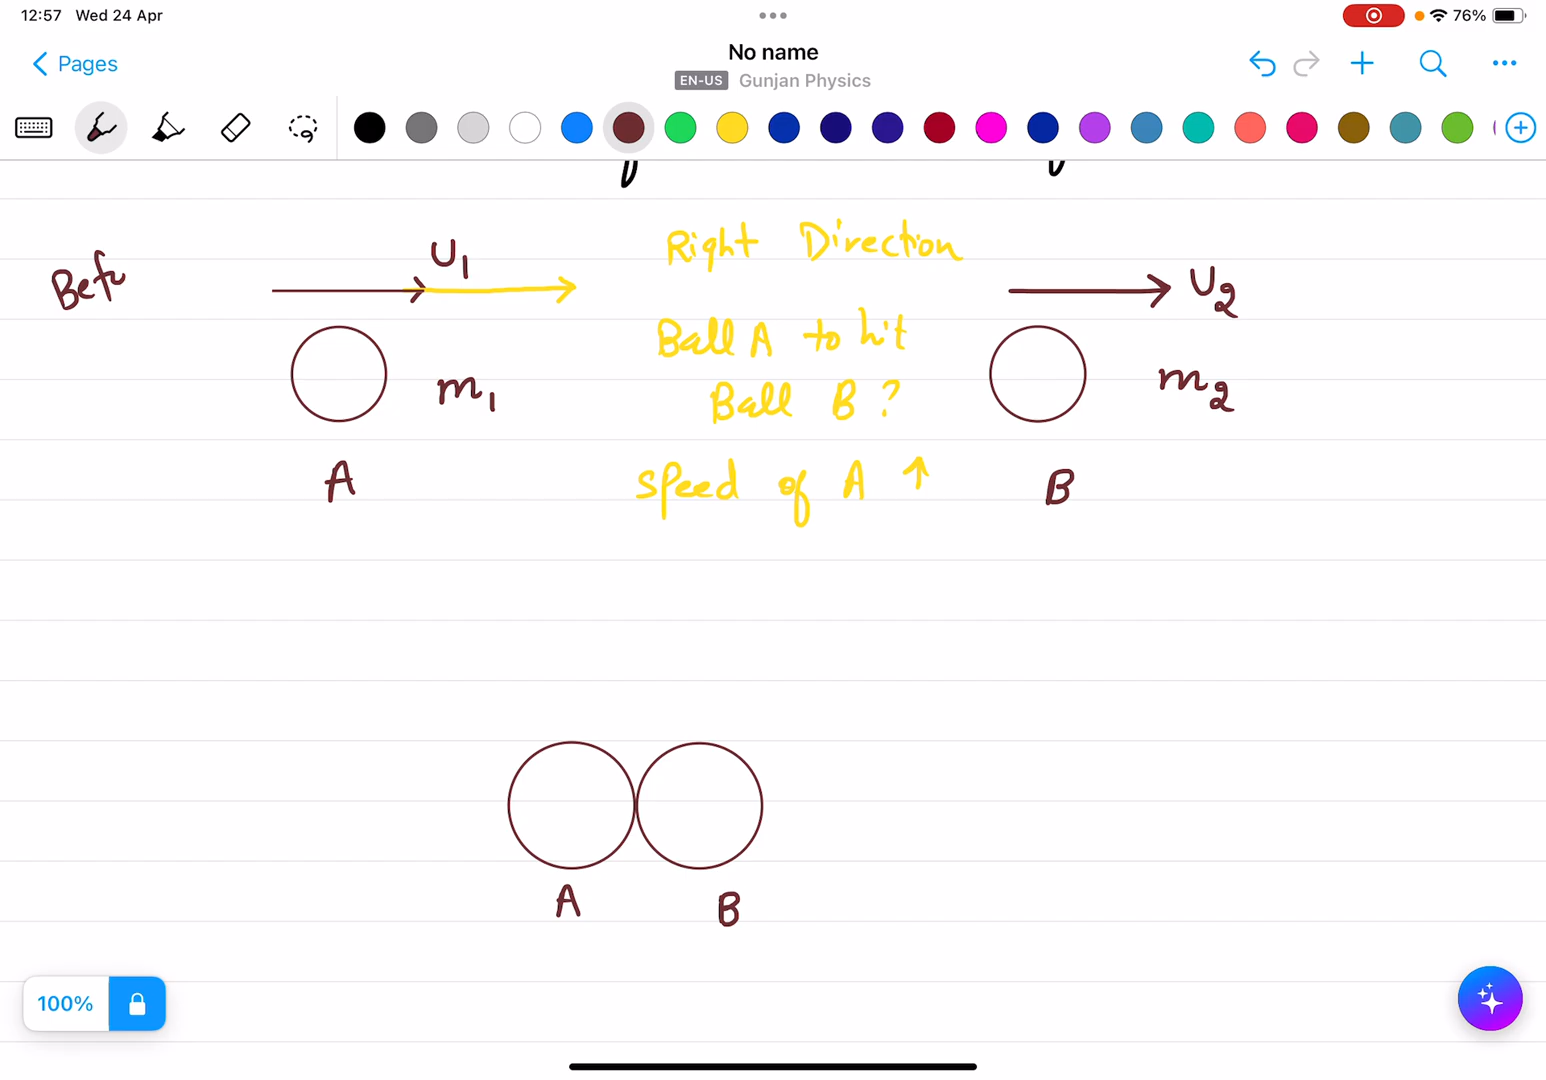 12:57 Wed 24 Apr
76%
Pages
No name
EN-US Gunjan Physics
Right Direction
U1
Befr
U2
Ball A to hit
m1
m2
Ball B ?
A
Speed of A ↑
B
A
B
100%